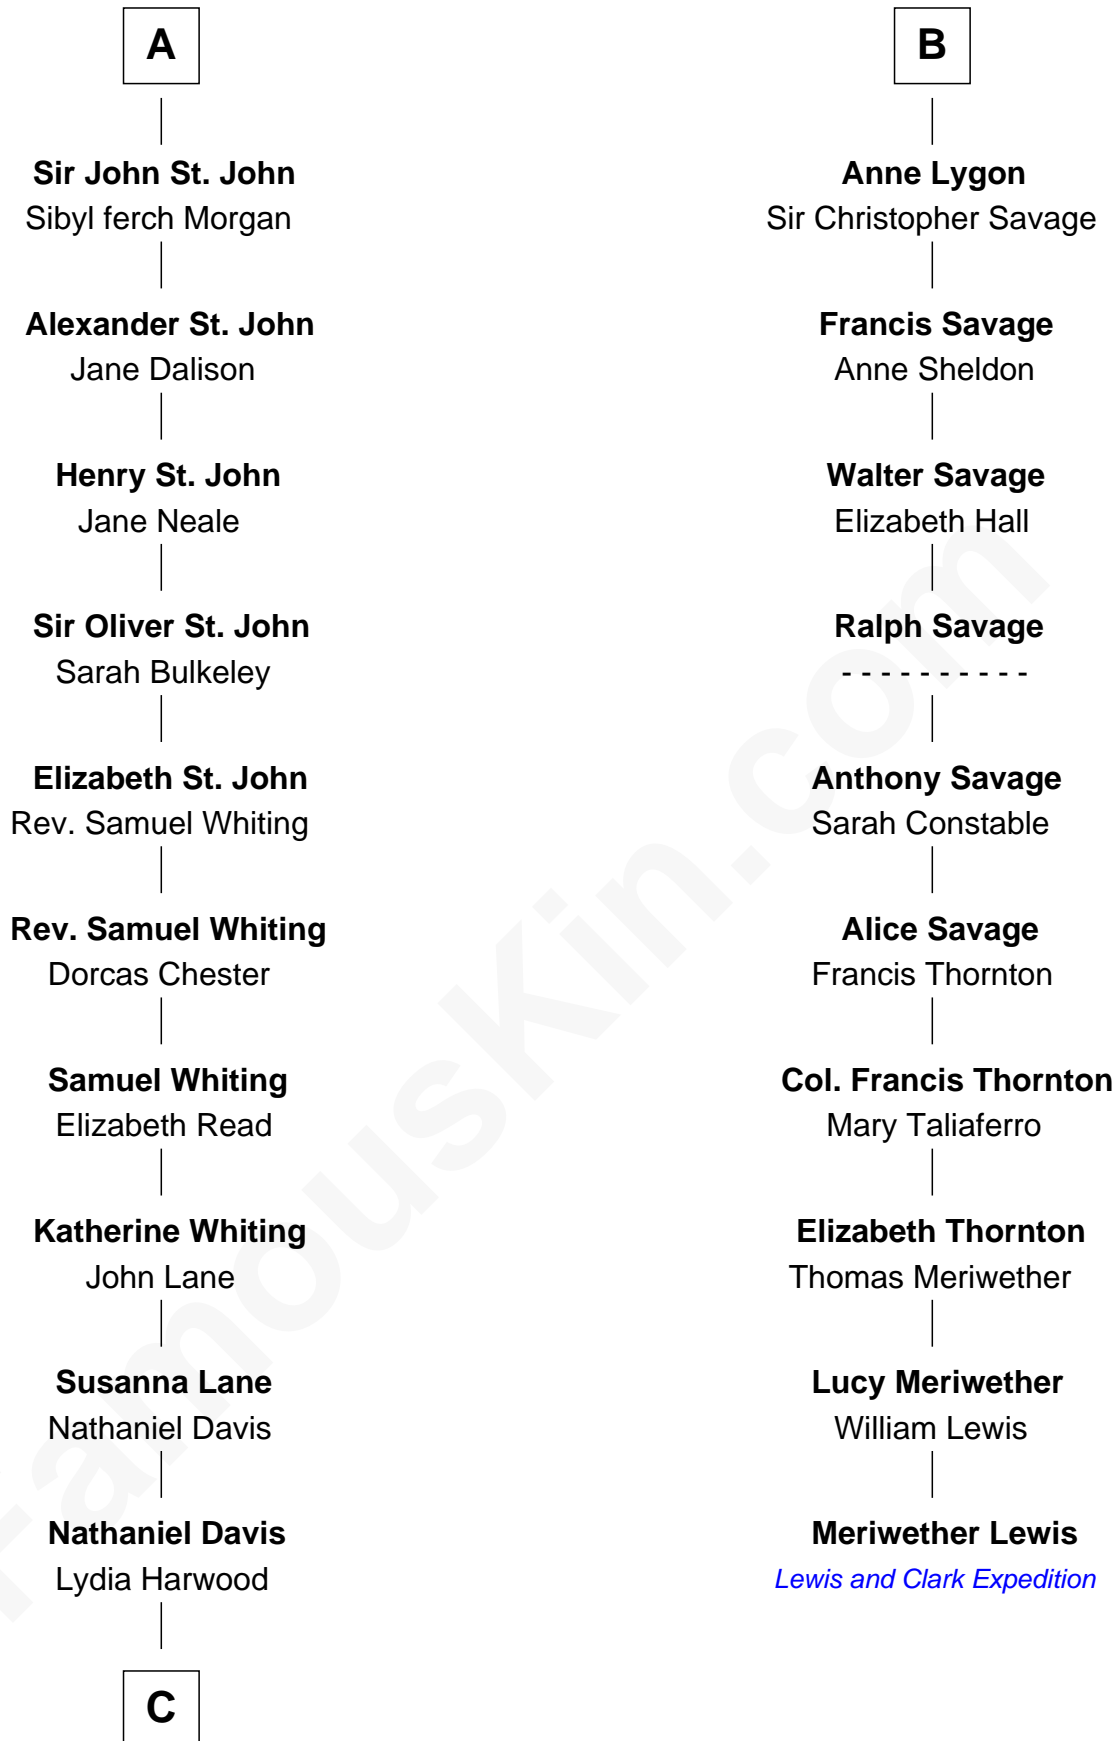 A
Sir John St. John
Sibyl ferch Morgan
Alexander St. John
Jane Dalison
Henry St. John
Jane Neale
Sir Oliver St. John
Sarah Bulkeley
Elizabeth St. John
Rev. Samuel Whiting
Rev. Samuel Whiting
Dorcas Chester
Samuel Whiting
Elizabeth Read
Katherine Whiting
John Lane
Susanna Lane
Nathaniel Davis
Nathaniel Davis
Lydia Harwood
C
B
Anne Lygon
Sir Christopher Savage
Francis Savage
Anne Sheldon
Walter Savage
Elizabeth Hall
Ralph Savage
- - - - - - - - - -
Anthony Savage
Sarah Constable
Alice Savage
Francis Thornton
Col. Francis Thornton
Mary Taliaferro
Elizabeth Thornton
Thomas Meriwether
Lucy Meriwether
William Lewis
Meriwether Lewis
Lewis and Clark Expedition
FamousKin.com